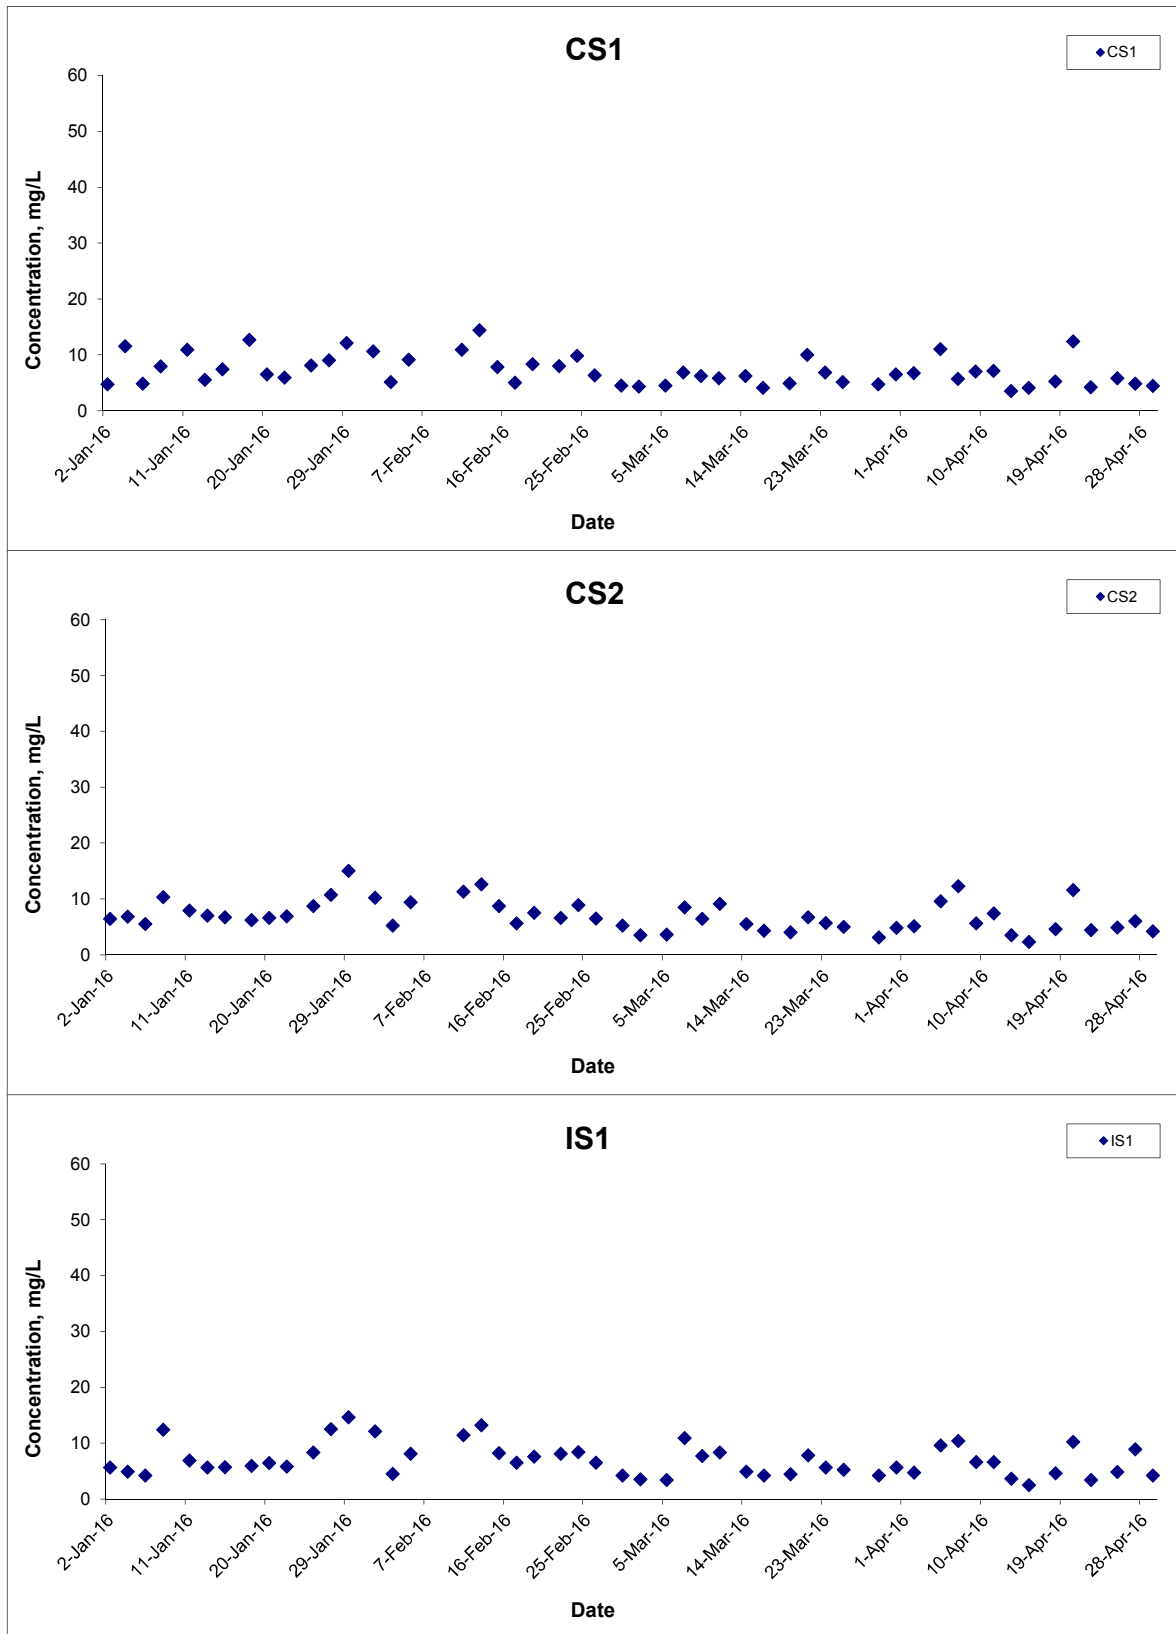 CS1
CS1
60
50
40
30
20
10
0
Concentration, mg/L
2-Jan-16
11-Jan-16
20-Jan-16
29-Jan-16
7-Feb-16
16-Feb-16
25-Feb-16
5-Mar-16
14-Mar-16
23-Mar-16
1-Apr-16
10-Apr-16
19-Apr-16
28-Apr-16
Date
CS2
CS2
60
50
40
30
20
10
0
Concentration, mg/L
2-Jan-16
11-Jan-16
20-Jan-16
29-Jan-16
7-Feb-16
16-Feb-16
25-Feb-16
5-Mar-16
14-Mar-16
23-Mar-16
1-Apr-16
10-Apr-16
19-Apr-16
28-Apr-16
Date
IS1
IS1
60
50
40
30
20
10
0
Concentration, mg/L
2-Jan-16
11-Jan-16
20-Jan-16
29-Jan-16
7-Feb-16
16-Feb-16
25-Feb-16
5-Mar-16
14-Mar-16
23-Mar-16
1-Apr-16
10-Apr-16
19-Apr-16
28-Apr-16
Date